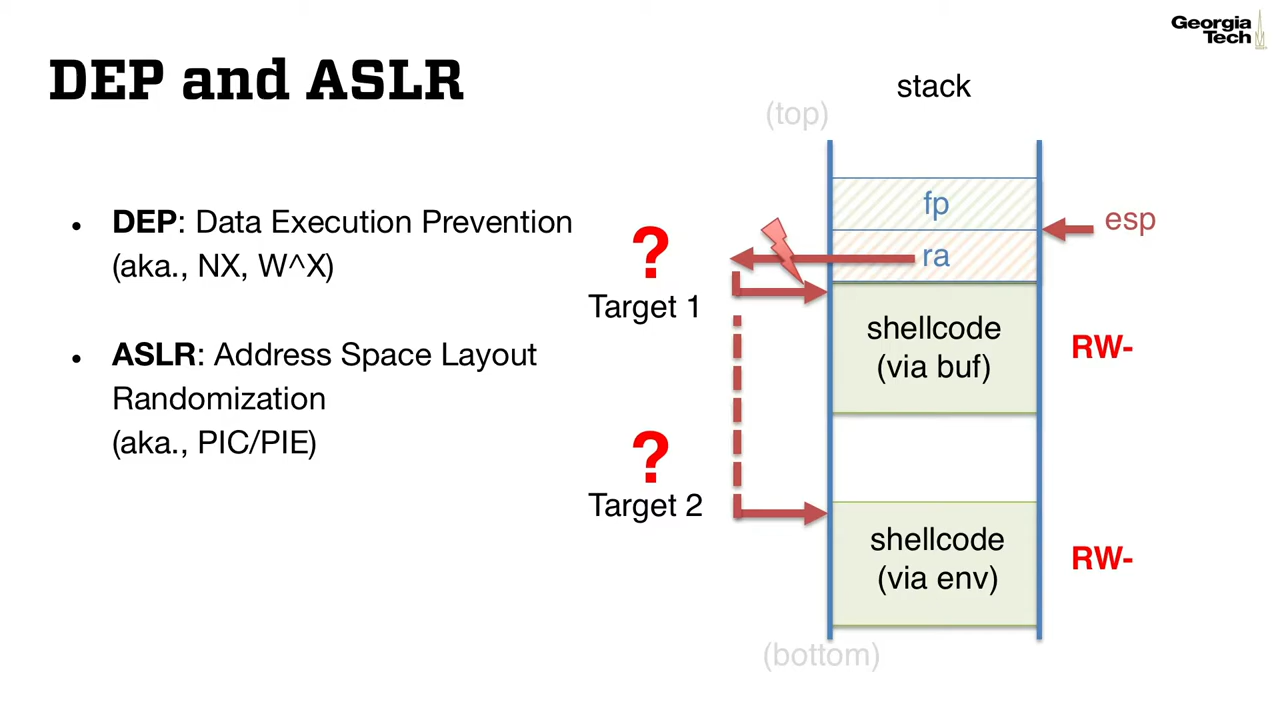 Georgia
Tech
DEP and ASLR
stack
(top)
• DEP: Data Execution Prevention
(aka., NX, W^X)
• ASLR: Address Space Layout
Randomization
(aka., PIC/PIE)
fp
esp
ra
?
Target 1
shellcode
(via buf)
RW-
?
Target 2
shellcode
(via env)
RW-
(bottom)